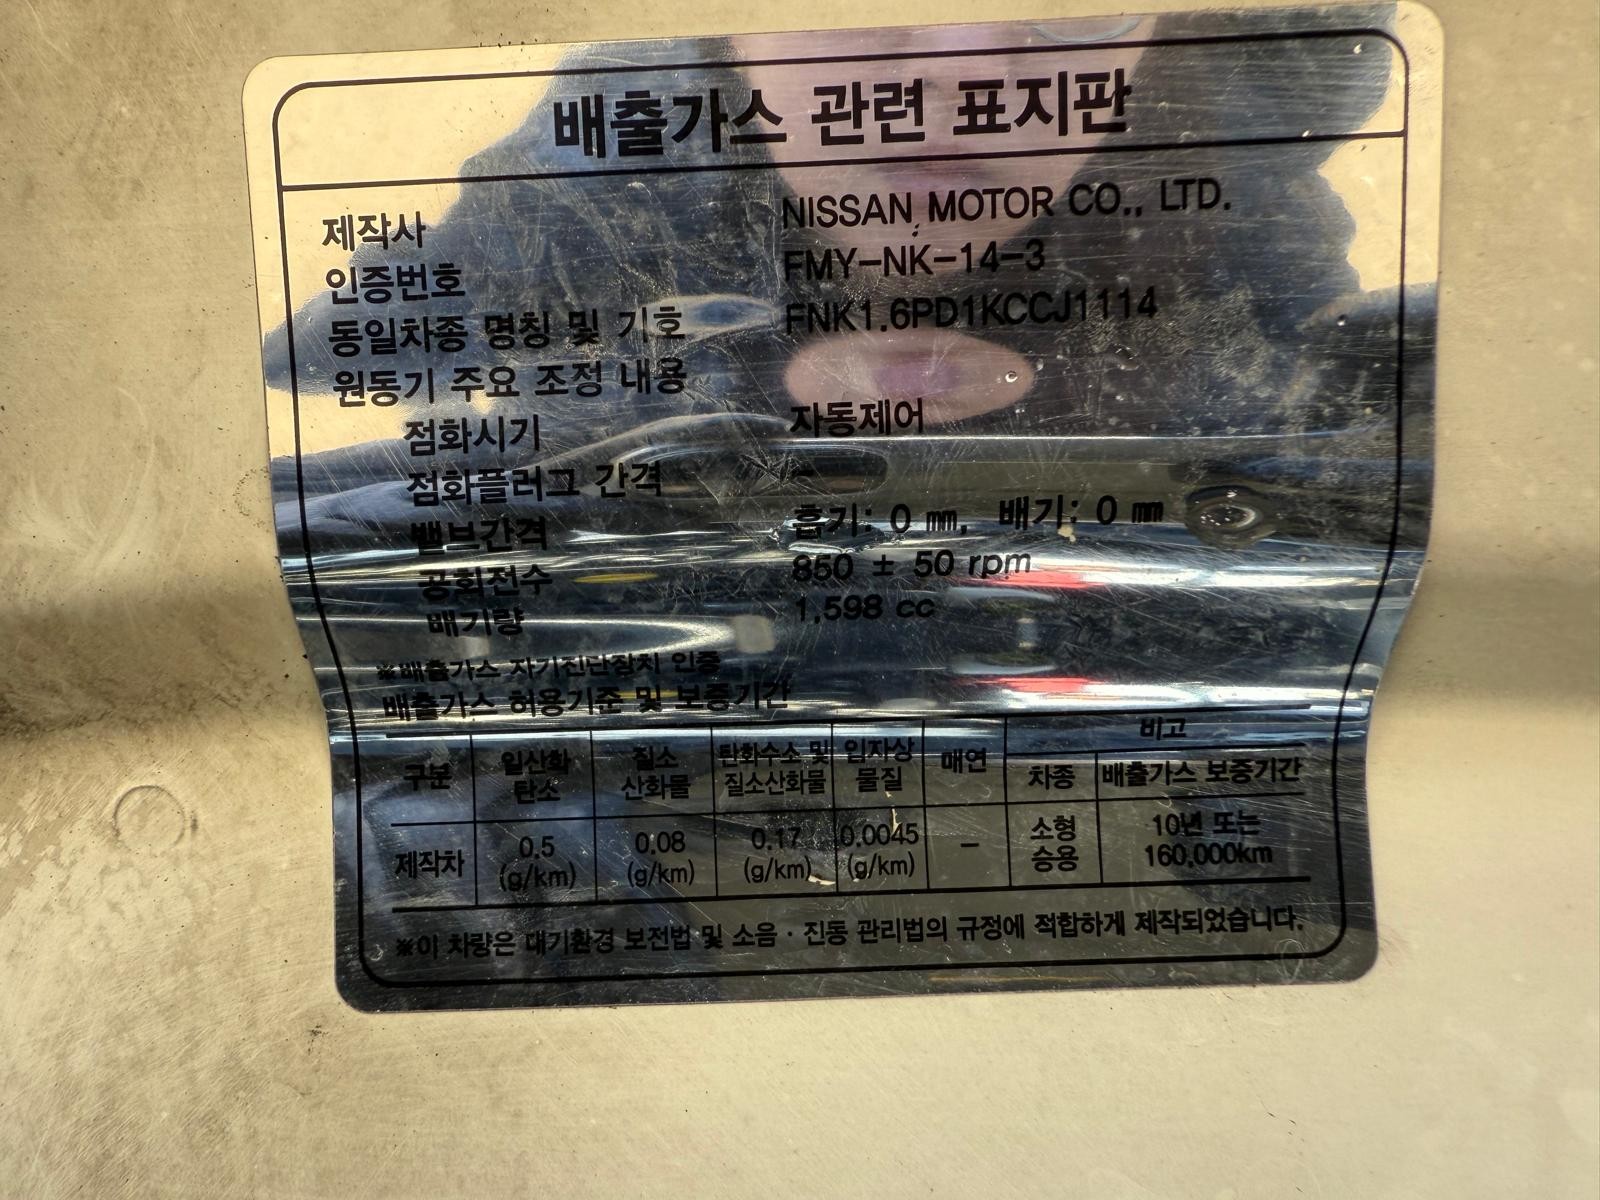 배출가스 관련 표지판
제작사 NISSAN MOTOR CO., LTD.
인증번호 FMY-NK-14-3
동일차종 명칭 및 기호 FNK1.6PD1KCCJ1114
원동기 주요 조정 내용
점화시기 자동제어
점화플러그 간격 -
밸브간격 흡기: 0 ㎜, 배기: 0 ㎜
공회전수 850 ± 50 rpm
배기량 1,598 cc
※배출가스 자기진단장치 인증
배출가스 허용기준 및 보증기간
구분 일산화탄소 질소산화물 탄화수소 및 질소산화물 입자상물질 매연 비고
차종 배출가스 보증기간
제작차 0.5 (g/km) 0.08 (g/km) 0.17 (g/km) 0.0045 (g/km) - 소형승용 10년 또는 160,000km
※이 차량은 대기환경 보전법 및 소음 · 진동 관리법의 규정에 적합하게 제작되었습니다.